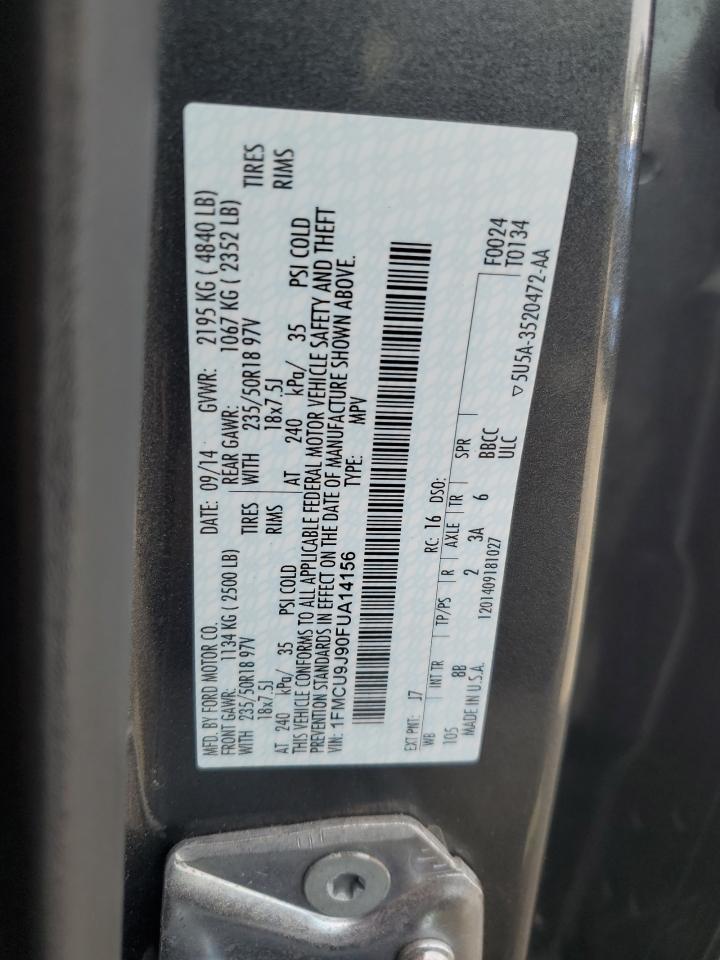 MFD. BY FORD MOTOR CO. DATE: 09/14 GVWR: 2195 KG ( 4840 LB)
FRONT GAWR: 1134 KG ( 2500 LB) REAR GAWR: 1067 KG ( 2352 LB)
WITH 235/50R18 97V TIRES WITH 235/50R18 97V TIRES
18x7.5J RIMS 18x7.5J RIMS
AT 240 kPa/ 35 PSI COLD AT 240 kPa/ 35 PSI COLD
THIS VEHICLE CONFORMS TO ALL APPLICABLE FEDERAL MOTOR VEHICLE SAFETY AND THEFT
PREVENTION STANDARDS IN EFFECT ON THE DATE OF MANUFACTURE SHOWN ABOVE.
VIN: 1FMCU9J90FUA14156 TYPE: MPV
EXT PNT: J7 RC: 16 DSO:
WB INT TR TP/PS R AXLE TR SPR F0024
105 8B 2 3A 6 BBCC T0134
MADE IN U.S.A. 1201409181027 ULC
▽5U5A-3520472-AA